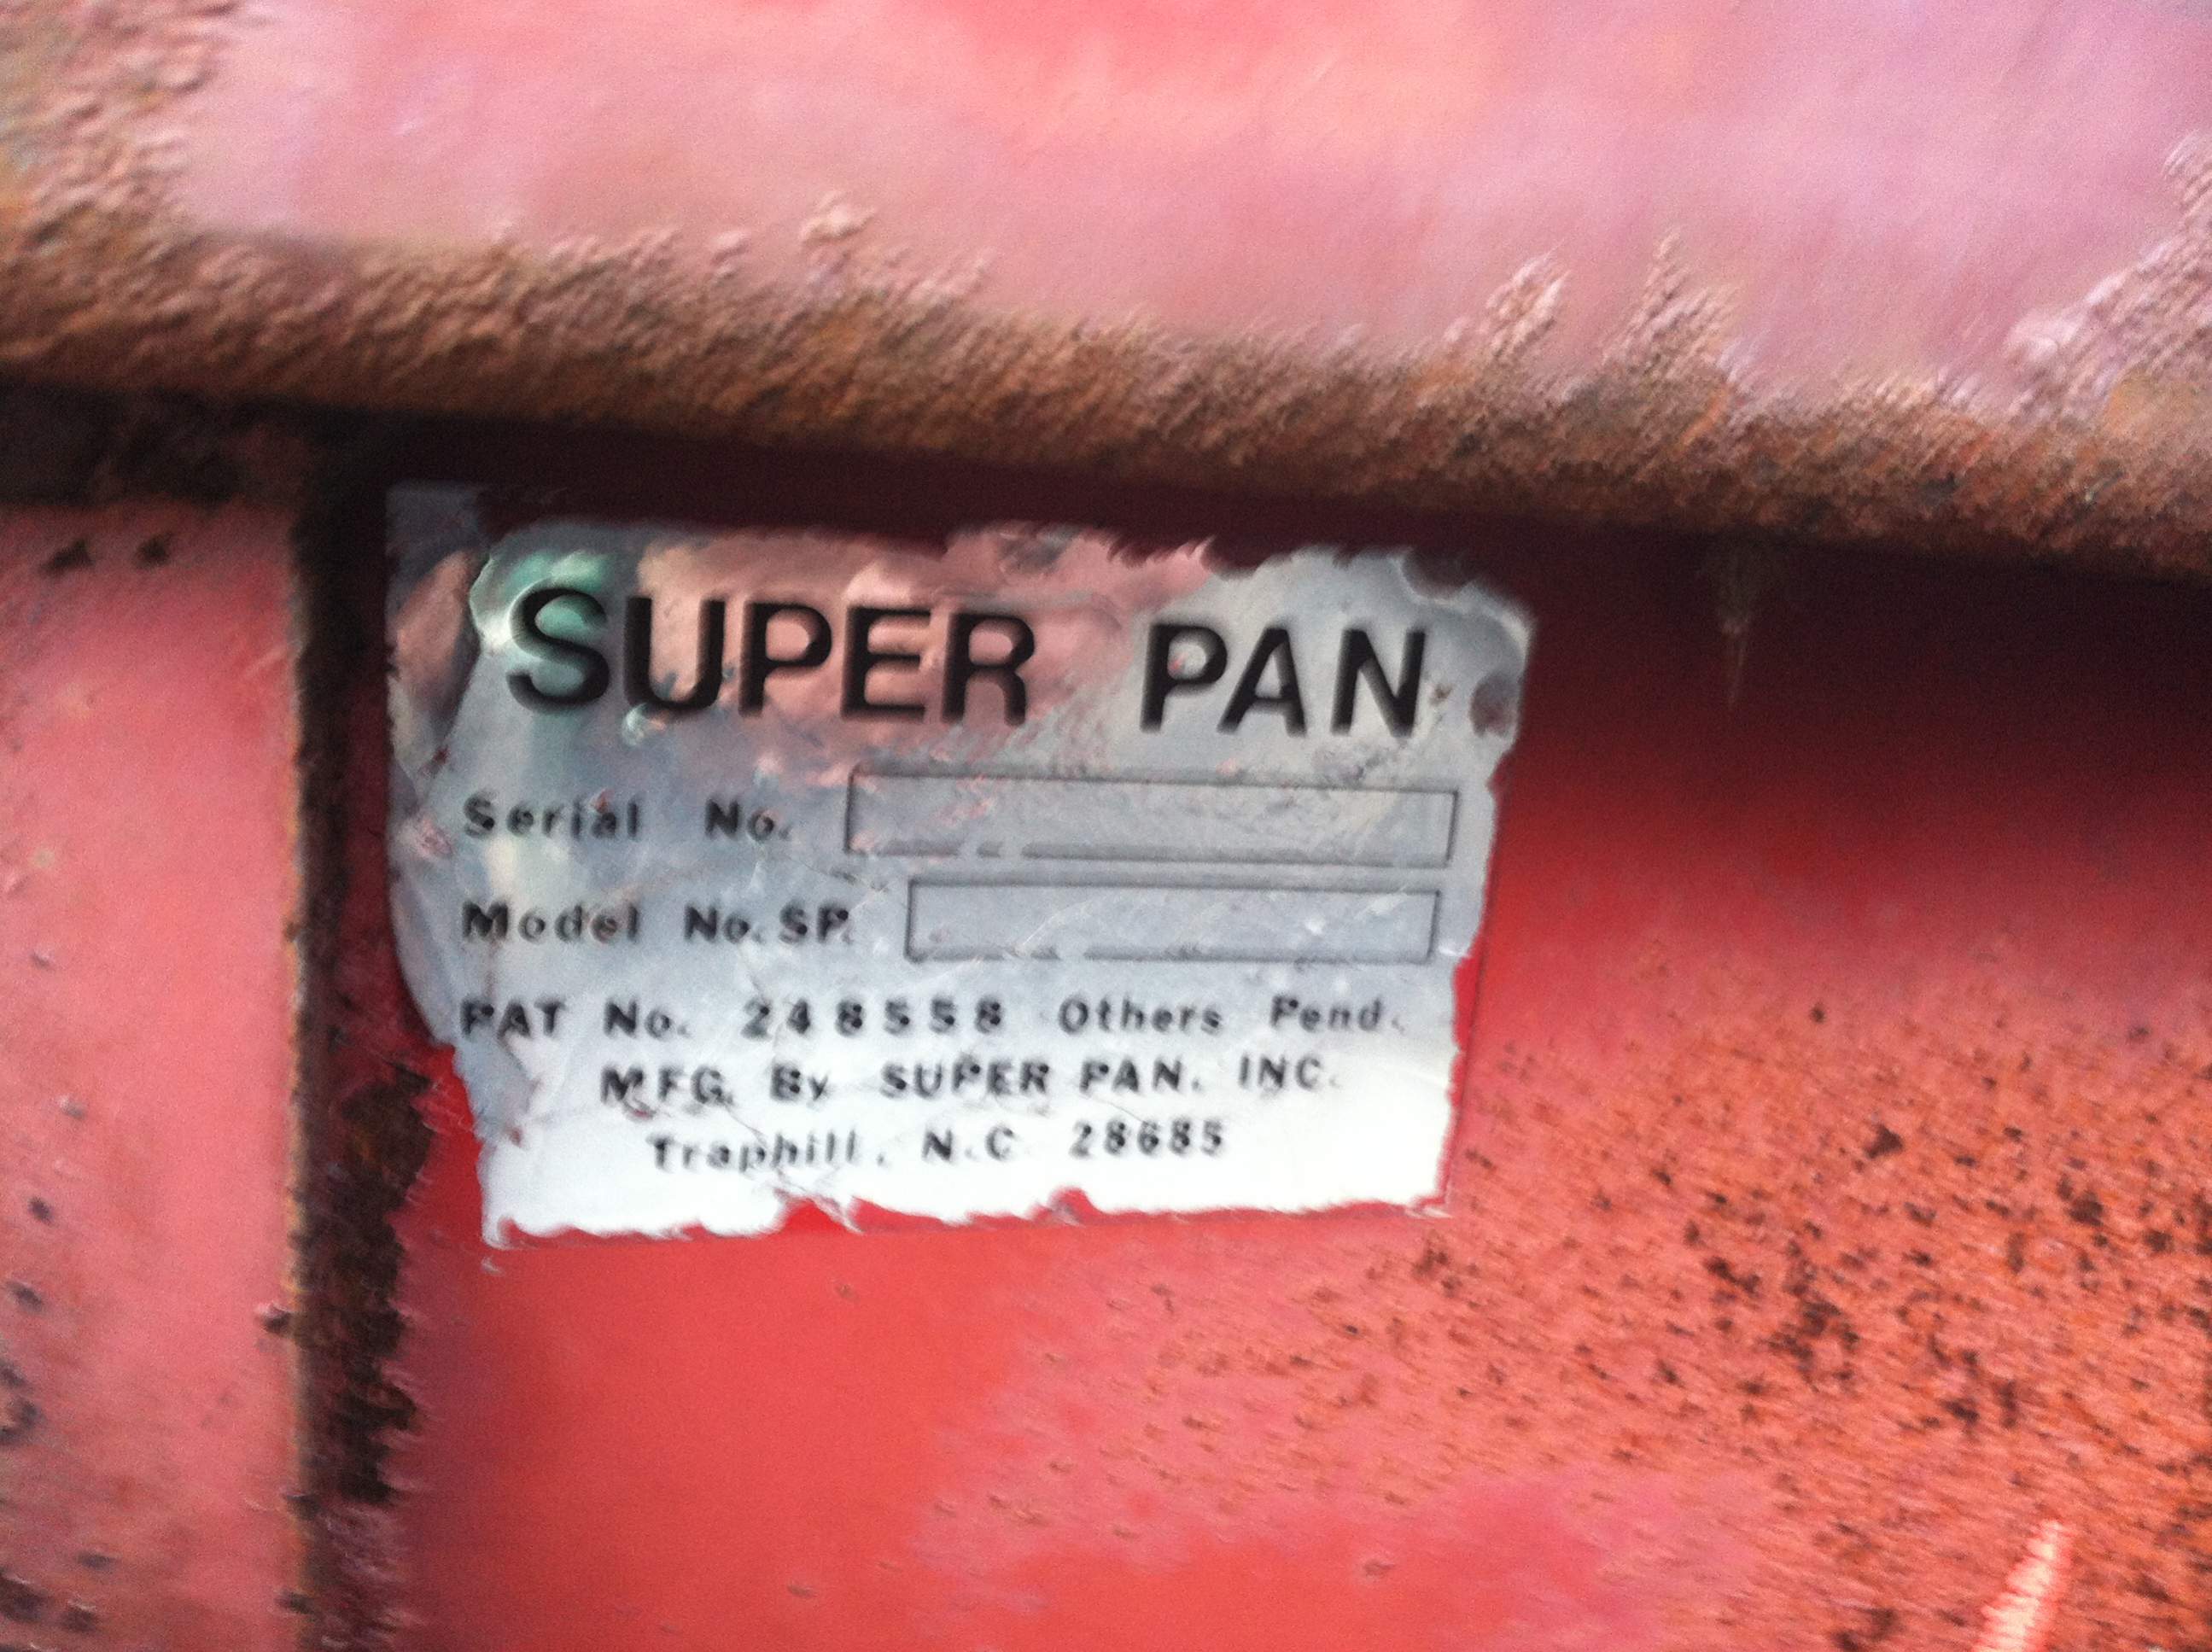 SUPER PAN
Serial No.
Model No. SP.
PAT No. 248558 Others Pend.
MFG. By SUPER PAN, INC.
Traphill, N.C. 28685